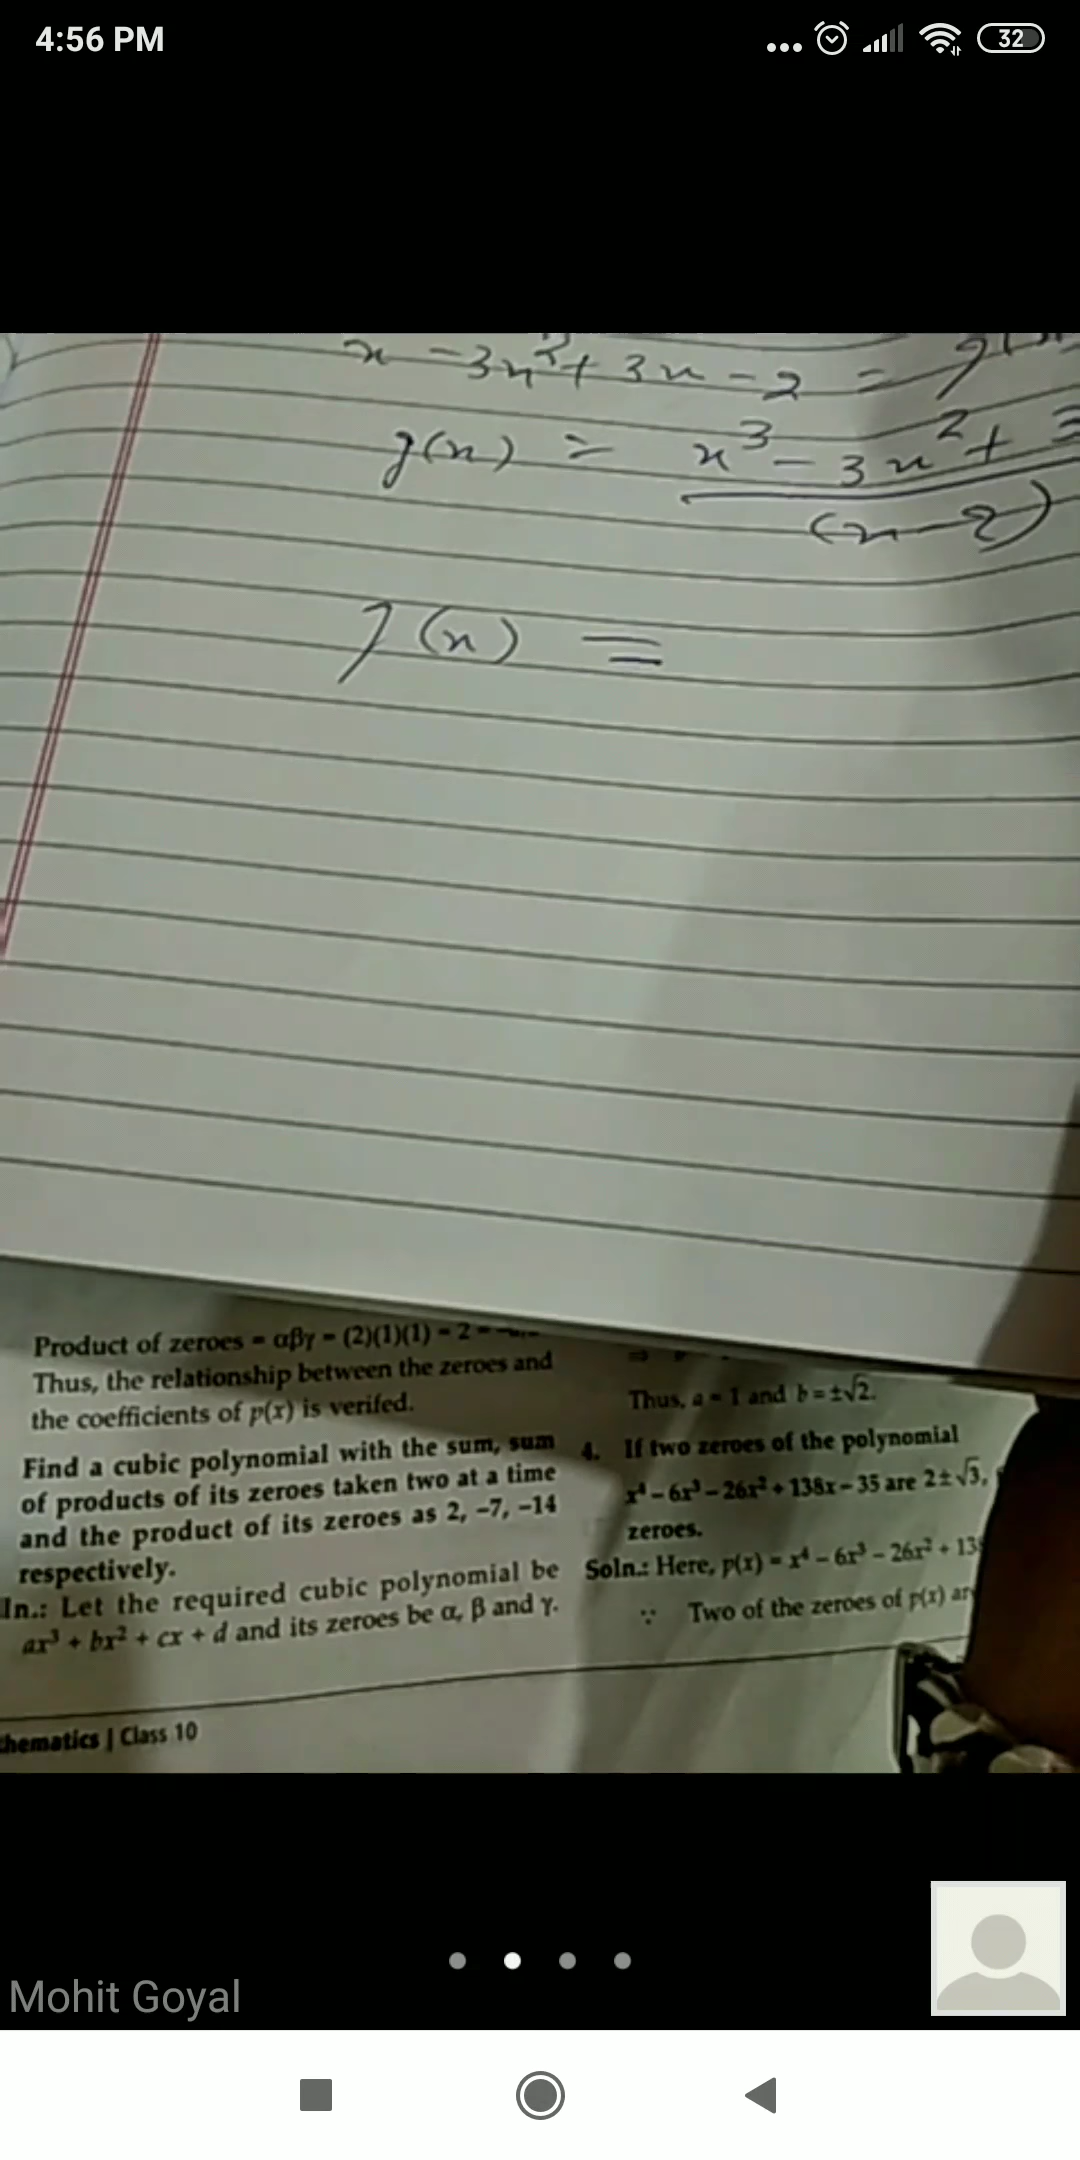 4:56 PM
32
x - 3x² + 3x - 2 =
g(x) = x³ - 3x² +
(x - 2)
g(x) =
Product of zeroes = αβγ = (2)(1)(1) = 2 =
Thus, the relationship between the zeroes and
the coefficients of p(x) is verifed.
Find a cubic polynomial with the sum, sum
of products of its zeroes taken two at a time
and the product of its zeroes as 2, –7, –14
respectively.
ln.: Let the required cubic polynomial be
ax³ + bx² + cx + d and its zeroes be α, β and γ.
Thus, a = 1 and b = ±√2.
4. If two zeroes of the polynomial
x⁴ – 6x³ – 26x² + 138x – 35 are 2 ± √3,
zeroes.
Soln.: Here, p(x) = x⁴ – 6x³ – 26x² + 13
∵ Two of the zeroes of p(x) ar
thematics | Class 10
Mohit Goyal